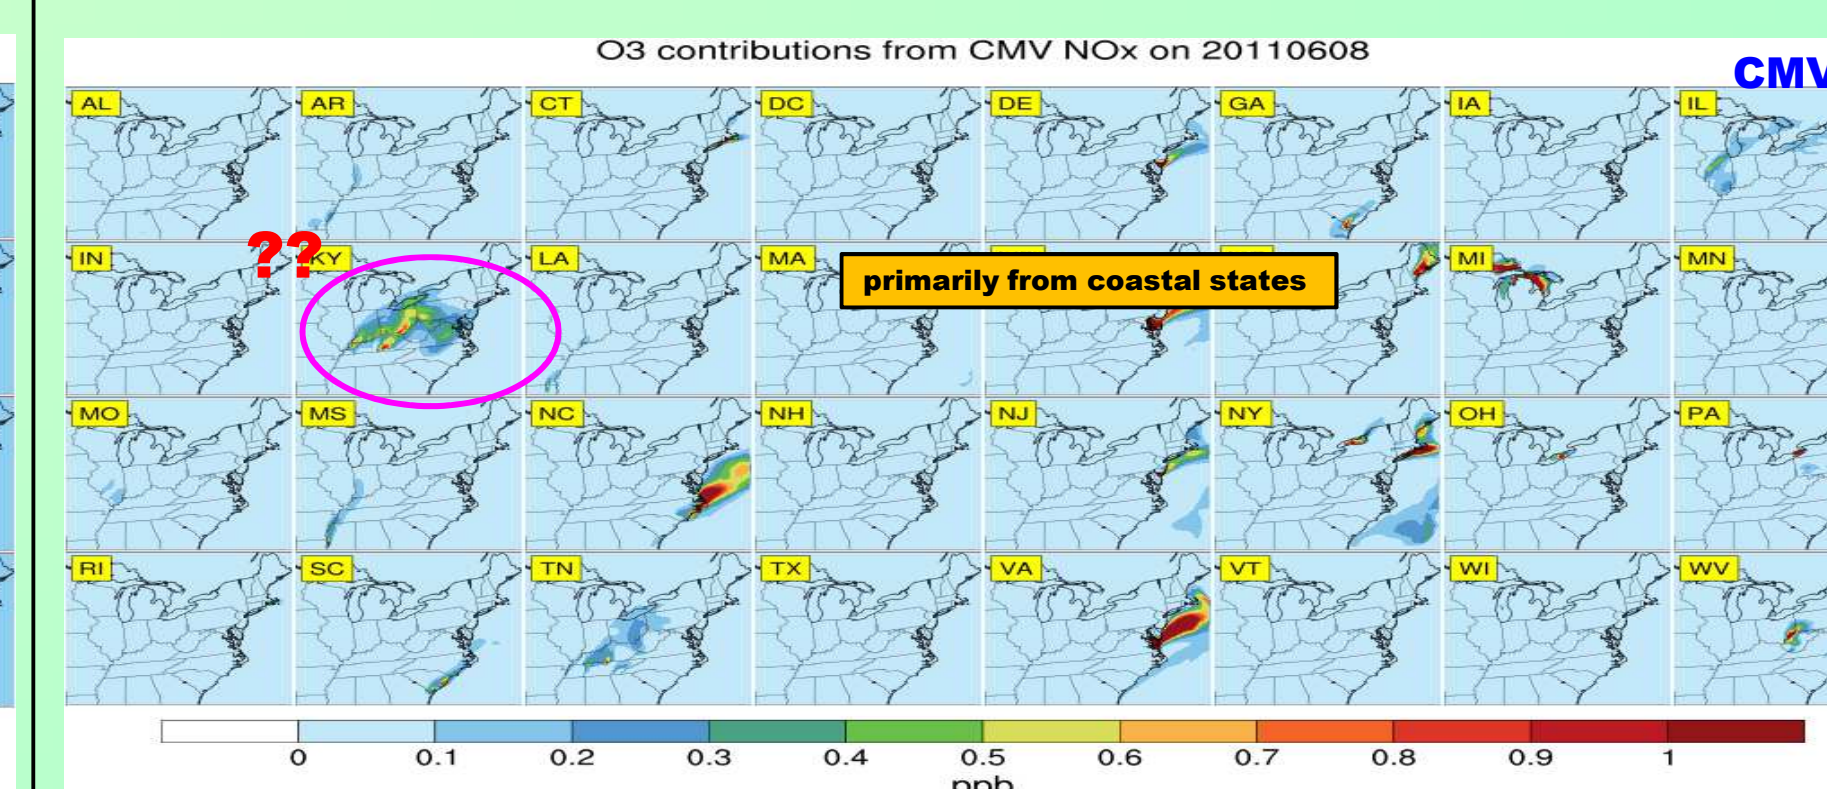 O3 contributions from CMV NOx on 20110608
CMV
AL AR CT DC DE GA IA IL
??
IN KY LA MA MI MN
primarily from coastal states
MO MS NC NH NJ NY OH PA
RI SC TN TX VA VT WI WV
0 0.1 0.2 0.3 0.4 0.5 0.6 0.7 0.8 0.9 1
ppb